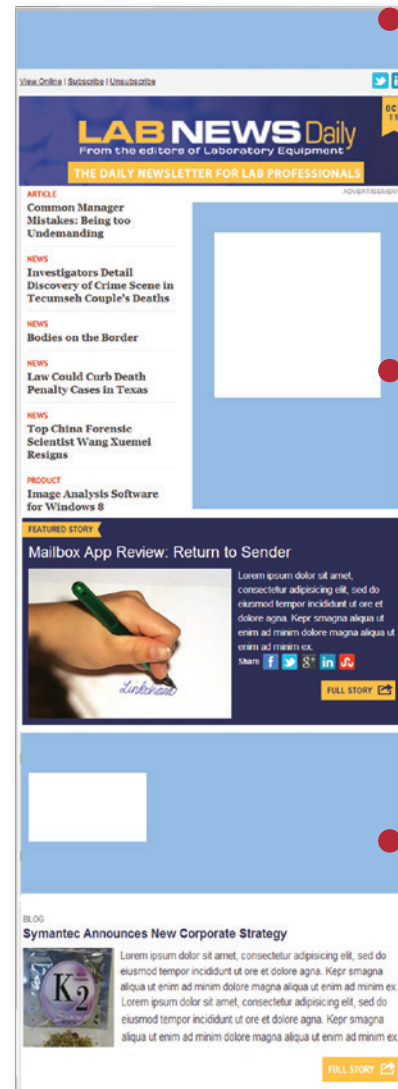 View Online | Subscribe | Unsubscribe
OC
11
LAB NEWS Daily
From the editors of Laboratory Equipment
THE DAILY NEWSLETTER FOR LAB PROFESSIONALS
ADVERTISEMEN
ARTICLE
Common Manager
Mistakes: Being too
Undemanding
NEWS
Investigators Detail
Discovery of Crime Scene in
Tecumseh Couple's Deaths
NEWS
Bodies on the Border
NEWS
Law Could Curb Death
Penalty Cases in Texas
NEWS
Top China Forensic
Scientist Wang Xuemei
Resigns
PRODUCT
Image Analysis Software
for Windows 8
FEATURED STORY
Mailbox App Review: Return to Sender
Lorem ipsum dolor sit amet,
consectetur adipisicing elit, sed do
eiusmod tempor incididunt ut ore et
dolore agna. Kepr smagna aliqua ut
enim ad minim dolore magna aliqua ut
enim ad minim ex.
Share
FULL STORY
BLOG
Symantec Announces New Corporate Strategy
K2
Lorem ipsum dolor sit amet, consectetur adipisicing elit, sed do
eiusmod tempor incididunt ut ore et dolore agna. Kepr smagna
aliqua ut enim ad minim dolore magna aliqua ut enim ad minim ex.
Lorem ipsum dolor sit amet, consectetur adipisicing elit, sed do
eiusmod tempor incididunt ut ore et dolore agna. Kepr smagna
aliqua ut enim ad minim dolore magna aliqua ut enim ad minim ex
FULL STORY